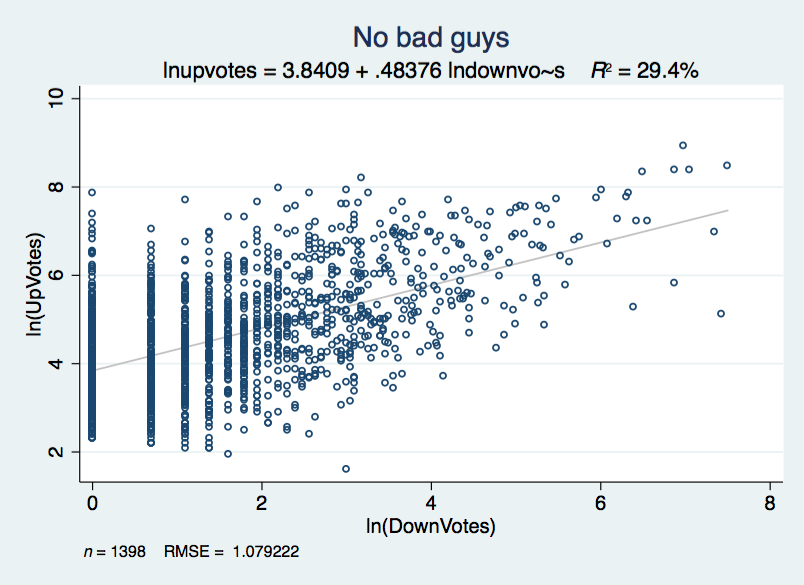 No bad guys
lnupvotes = 3.8409 + .48376 lndownvo~s R² = 29.4%
10
8
6
4
2
ln(UpVotes)
0 2 4 6 8
ln(DownVotes)
n = 1398 RMSE = 1.079222